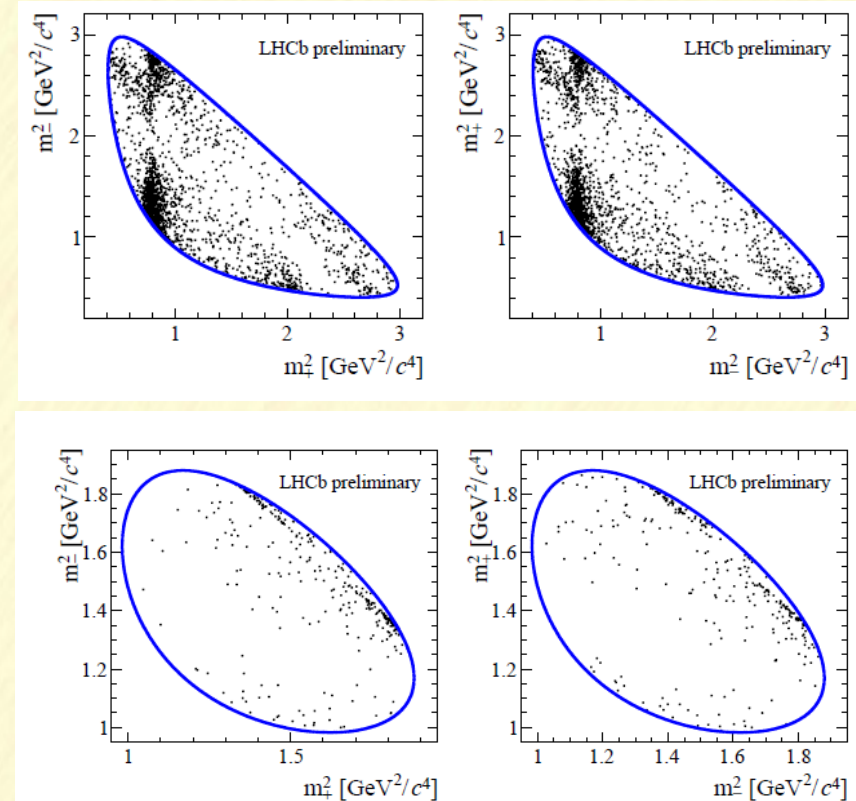 LHCb preliminary
m²₋ [GeV²/c⁴]
3
2
1
1 2 3
m²₊ [GeV²/c⁴]
LHCb preliminary
m²₊ [GeV²/c⁴]
3
2
1
1 2 3
m²₋ [GeV²/c⁴]
LHCb preliminary
m²₋ [GeV²/c⁴]
1.8
1.6
1.4
1.2
1
1 1.5
m²₊ [GeV²/c⁴]
LHCb preliminary
m²₊ [GeV²/c⁴]
1.8
1.6
1.4
1.2
1
1 1.2 1.4 1.6 1.8
m²₋ [GeV²/c⁴]